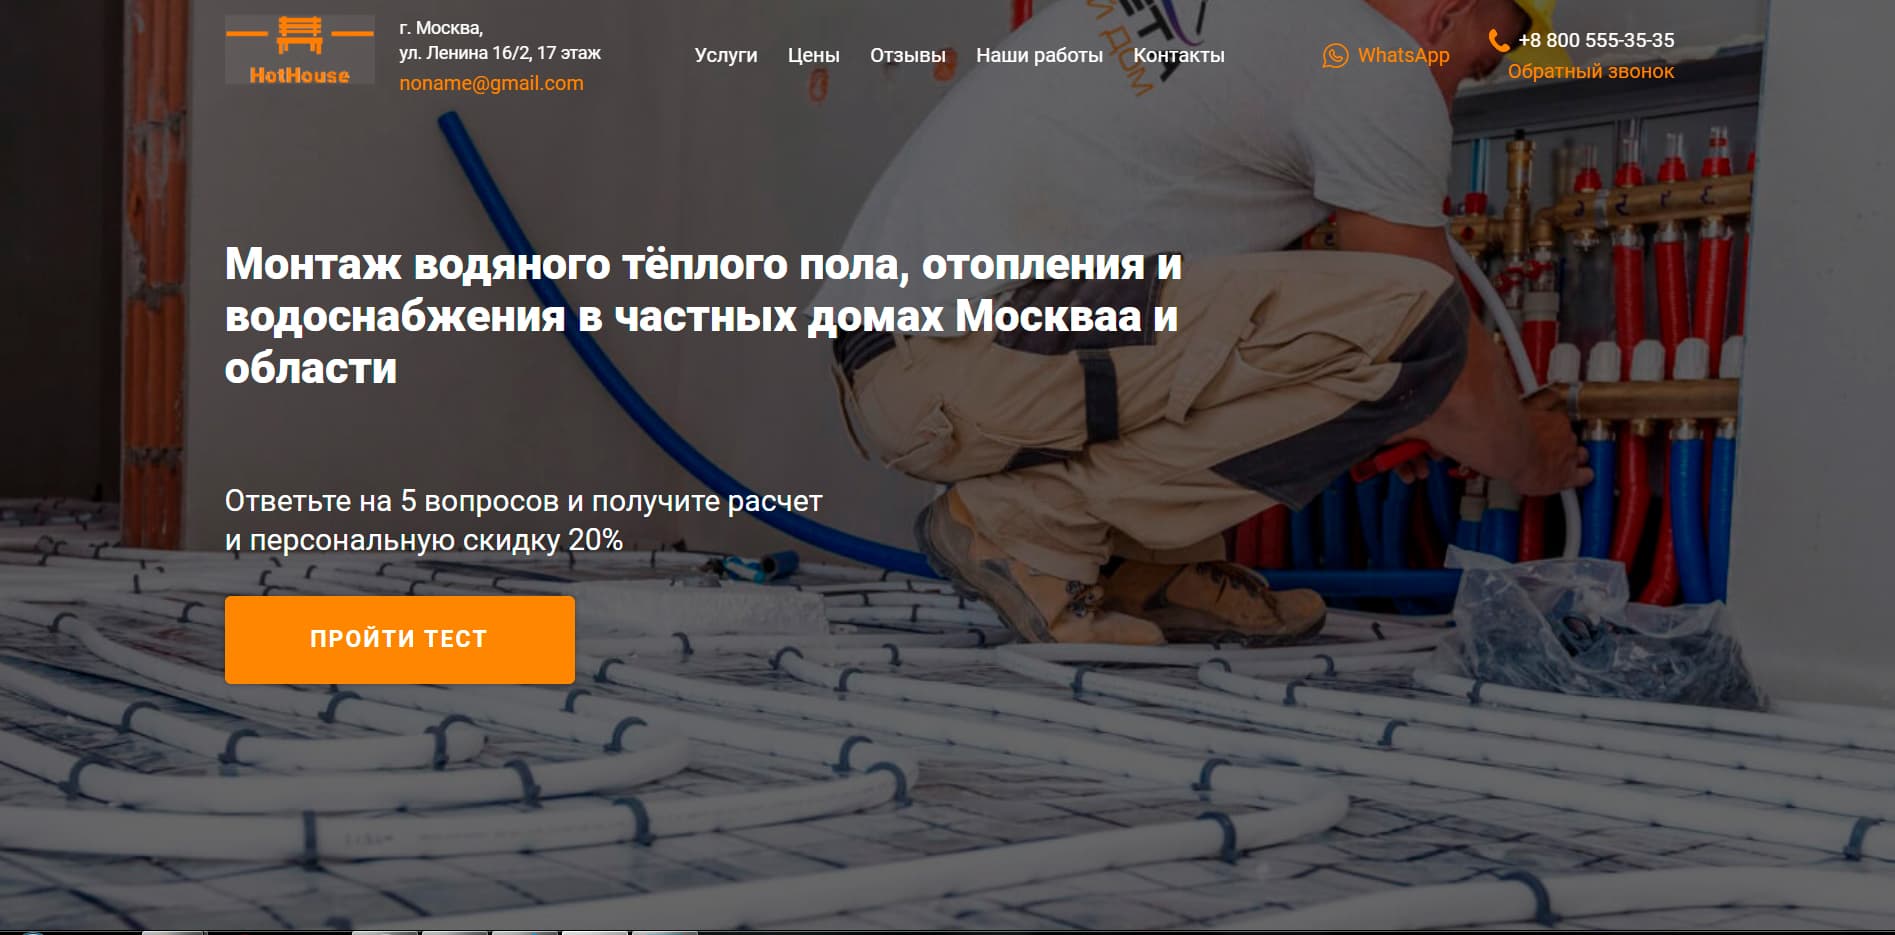 HotHouse
г. Москва,
ул. Ленина 16/2, 17 этаж
noname@gmail.com
Услуги Цены Отзывы Наши работы Контакты
WhatsApp
+8 800 555-35-35
Обратный звонок
Монтаж водяного тёплого пола, отопления и
водоснабжения в частных домах Москваа и
области
Ответьте на 5 вопросов и получите расчет
и персональную скидку 20%
ПРОЙТИ ТЕСТ